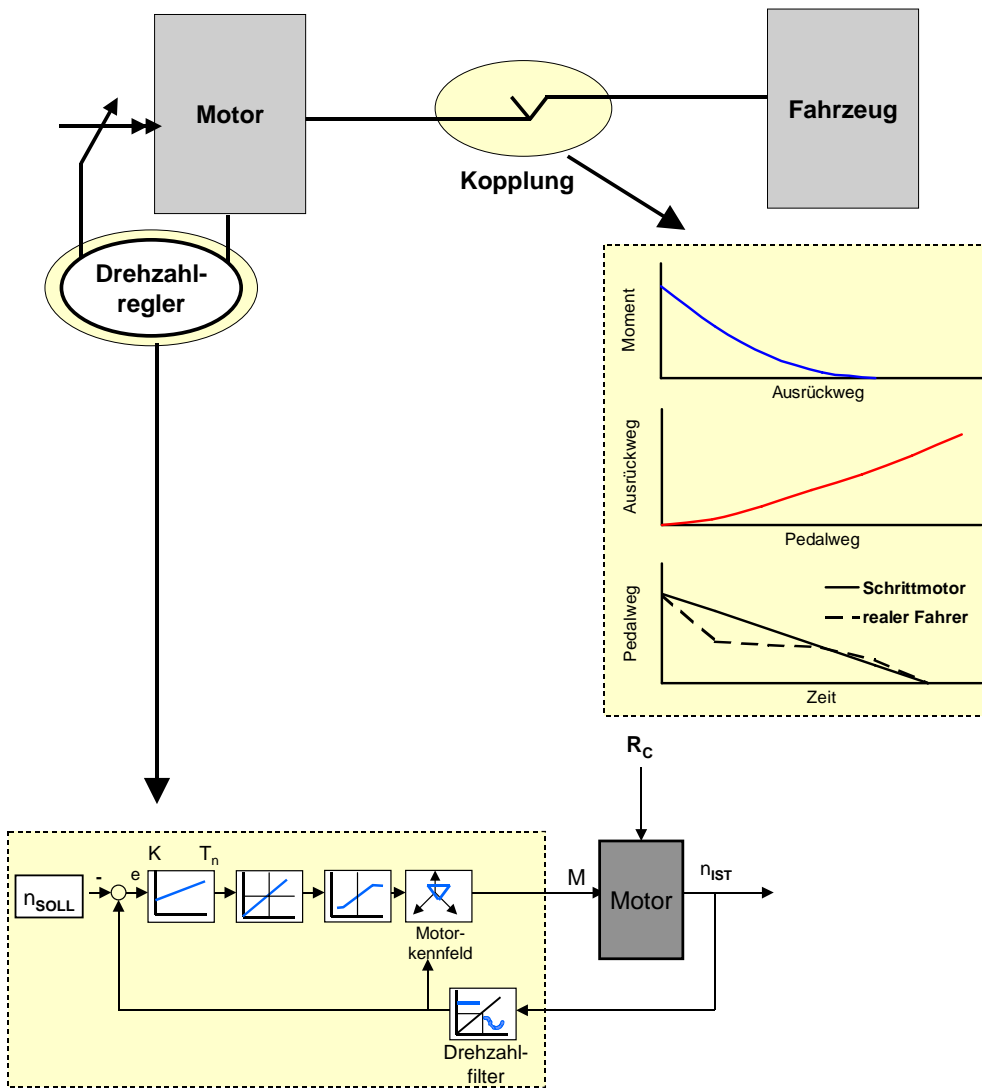 Motor
Fahrzeug
Kopplung
Drehzahl-
regler
Moment
Ausrückweg
Ausrückweg
Pedalweg
Pedalweg
Schrittmotor
realer Fahrer
Zeit
R_C
K
T_n
-
e
n_SOLL
M
Motor
n_IST
Motor-
kennfeld
Drehzahl-
filter